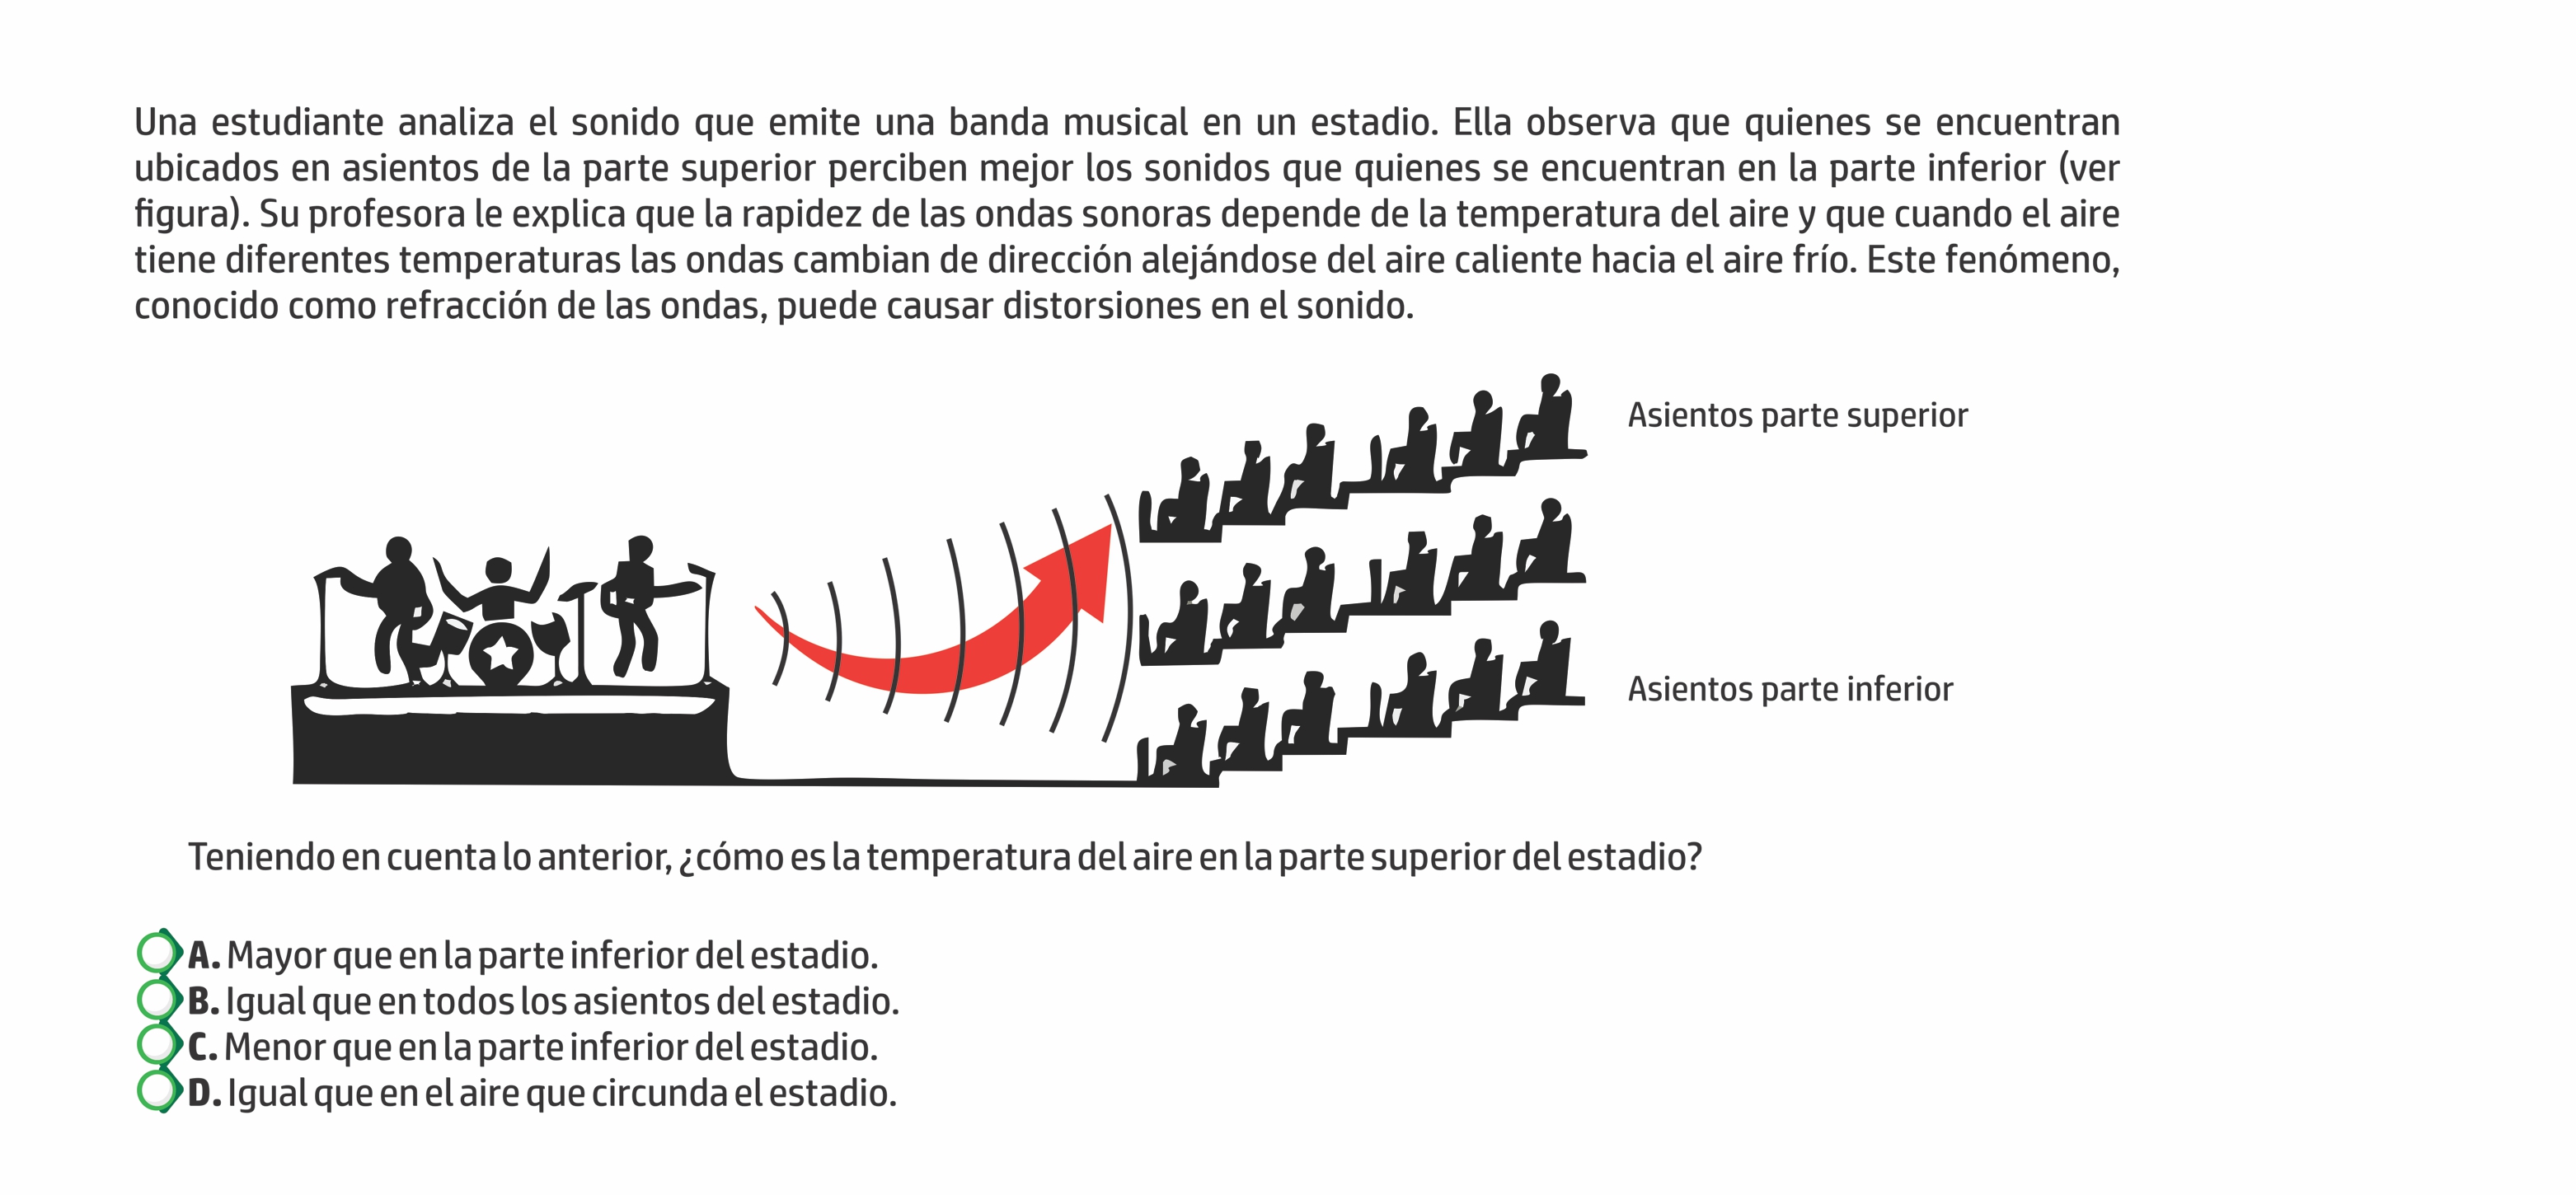 Una estudiante analiza el sonido que emite una banda musical en un estadio. Ella observa que quienes se encuentran
ubicados en asientos de la parte superior perciben mejor los sonidos que quienes se encuentran en la parte inferior (ver
figura). Su profesora le explica que la rapidez de las ondas sonoras depende de la temperatura del aire y que cuando el aire
tiene diferentes temperaturas las ondas cambian de dirección alejándose del aire caliente hacia el aire frío. Este fenómeno,
conocido como refracción de las ondas, puede causar distorsiones en el sonido.
Asientos parte superior
Asientos parte inferior
Teniendo en cuenta lo anterior, ¿cómo es la temperatura del aire en la parte superior del estadio?
A. Mayor que en la parte inferior del estadio.
B. Igual que en todos los asientos del estadio.
C. Menor que en la parte inferior del estadio.
D. Igual que en el aire que circunda el estadio.